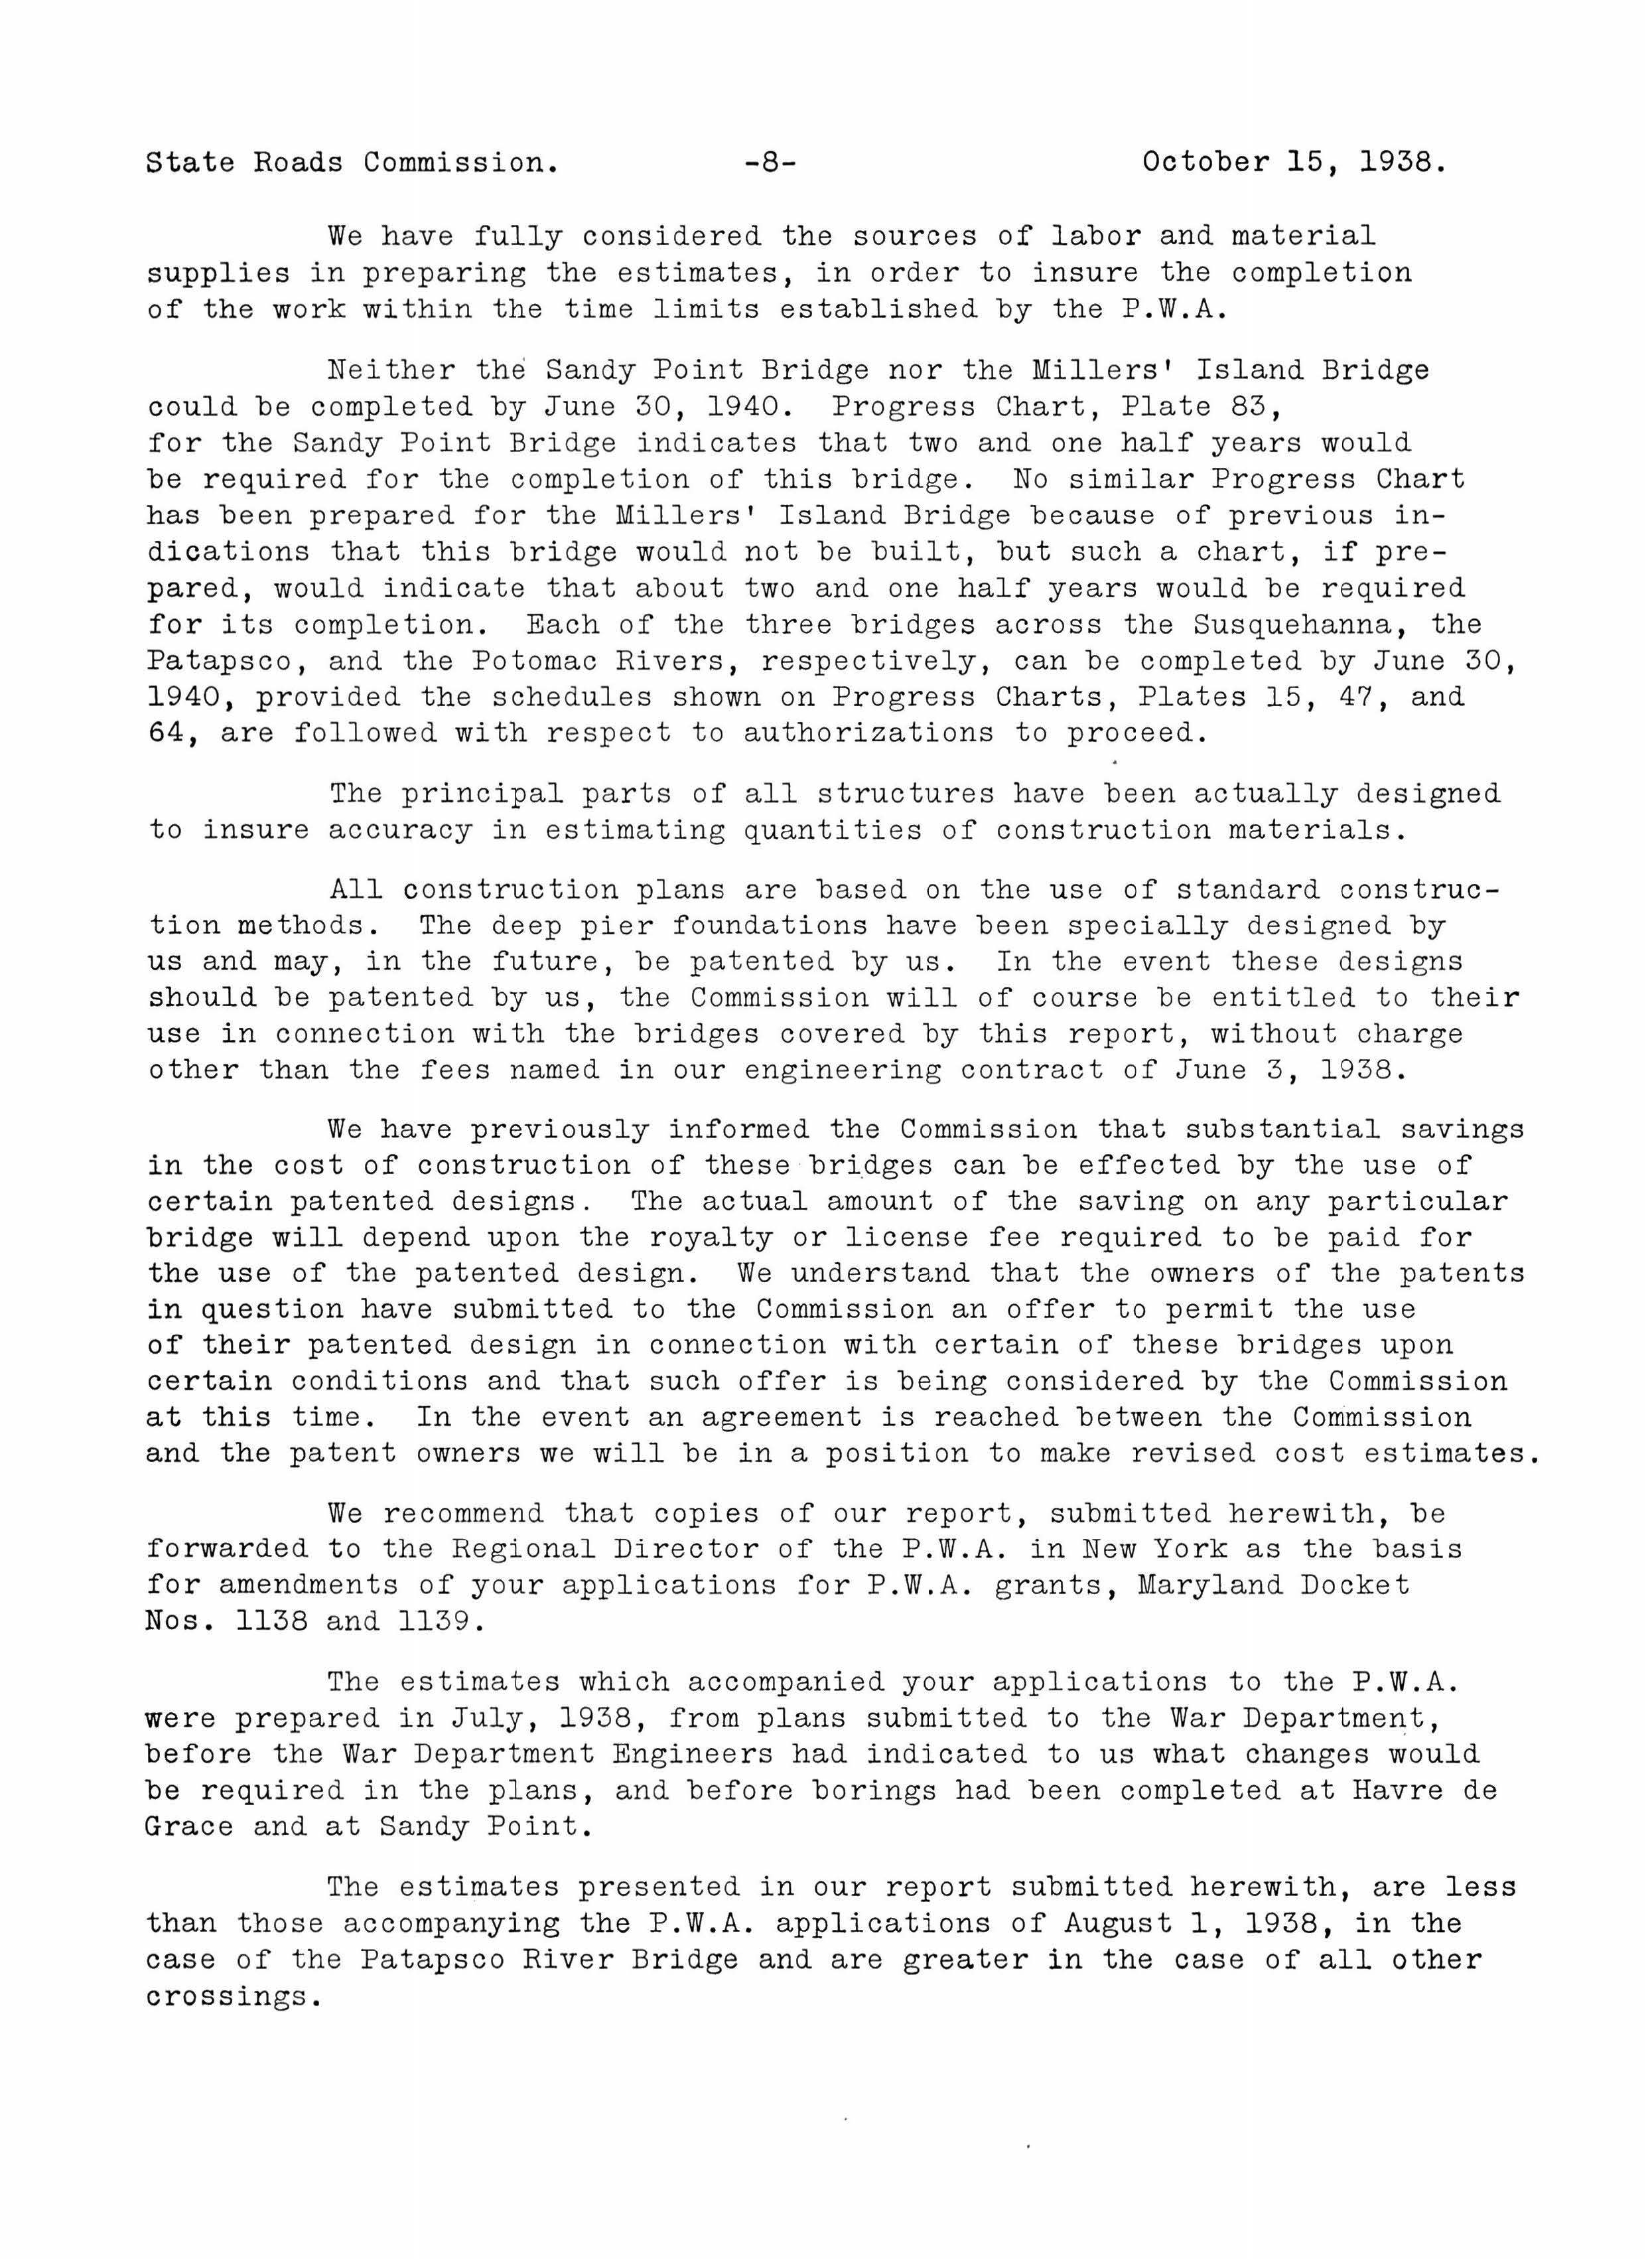 State Roads Commission. -8- October 15, 1938.
We have fully considered the sources of labor and material
supplies in preparing the estimates, in order to insure the completion
of the work within the time limits established by the P.W.A.
Neither the Sandy Point Bridge nor the Millers' Island Bridge
could be completed by June 30, 1940. Progress Chart, Plate 83,
for the Sandy Point Bridge indicates that two and one half years would
be required for the completion of this bridge. No similar Progress Chart
has been prepared for the Millers' Island Bridge because of previous in-
dications that this bridge would not be built, but such a chart, if pre-
pared, would indicate that about two and one half years would be required
for its completion. Each of the three bridges across the Susquehanna, the
Patapsco, and the Potomac Rivers, respectively, can be completed by June 30,
1940, provided the schedules shown on Progress Charts, Plates 15, 47, and
64, are followed with respect to authorizations to proceed.
The principal parts of all structures have been actually designed
to insure accuracy in estimating quantities of construction materials.
All construction plans are based on the use of standard construc-
tion methods. The deep pier foundations have been specially designed by
us and may, in the future, be patented by us. In the event these designs
should be patented by us, the Commission will of course be entitled to their
use in connection with the bridges covered by this report, without charge
other than the fees named in our engineering contract of June 3, 1938.
We have previously informed the Commission that substantial savings
in the cost of construction of these bridges can be effected by the use of
certain patented designs. The actual amount of the saving on any particular
bridge will depend upon the royalty or license fee required to be paid for
the use of the patented design. We understand that the owners of the patents
in question have submitted to the Commission an offer to permit the use
of their patented design in connection with certain of these bridges upon
certain conditions and that such offer is being considered by the Commission
at this time. In the event an agreement is reached between the Commission
and the patent owners we will be in a position to make revised cost estimates.
We recommend that copies of our report, submitted herewith, be
forwarded to the Regional Director of the P.W.A. in New York as the basis
for amendments of your applications for P.W.A. grants, Maryland Docket
Nos. 1138 and 1139.
The estimates which accompanied your applications to the P.W.A.
were prepared in July, 1938, from plans submitted to the War Department,
before the War Department Engineers had indicated to us what changes would
be required in the plans, and before borings had been completed at Havre de
Grace and at Sandy Point.
The estimates presented in our report submitted herewith, are less
than those accompanying the P.W.A. applications of August 1, 1938, in the
case of the Patapsco River Bridge and are greater in the case of all other
crossings.